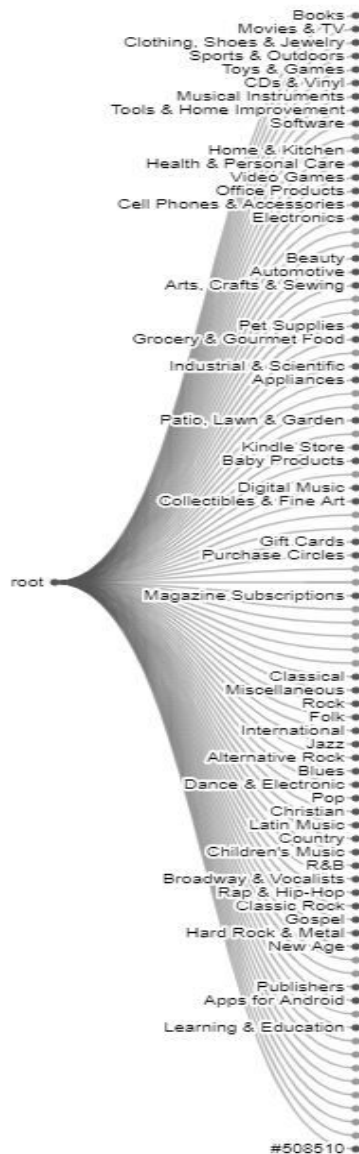 Books
Movies & TV
Clothing, Shoes & Jewelry
Sports & Outdoors
Toys & Games
CDs & Vinyl
Musical Instruments
Tools & Home Improvement
Software
Home & Kitchen
Health & Personal Care
Video Games
Office Products
Cell Phones & Accessories
Electronics
Beauty
Automotive
Arts, Crafts & Sewing
Pet Supplies
Grocery & Gourmet Food
Industrial & Scientific
Appliances
Patio, Lawn & Garden
Kindle Store
Baby Products
Digital Music
Collectibles & Fine Art
Gift Cards
Purchase Circles
root
Magazine Subscriptions
Classical
Miscellaneous
Rock
Folk
International
Jazz
Alternative Rock
Blues
Dance & Electronic
Pop
Christian
Latin Music
Country
Children's Music
R&B
Broadway & Vocalists
Rap & Hip-Hop
Classic Rock
Gospel
Hard Rock & Metal
New Age
Publishers
Apps for Android
Learning & Education
#508510